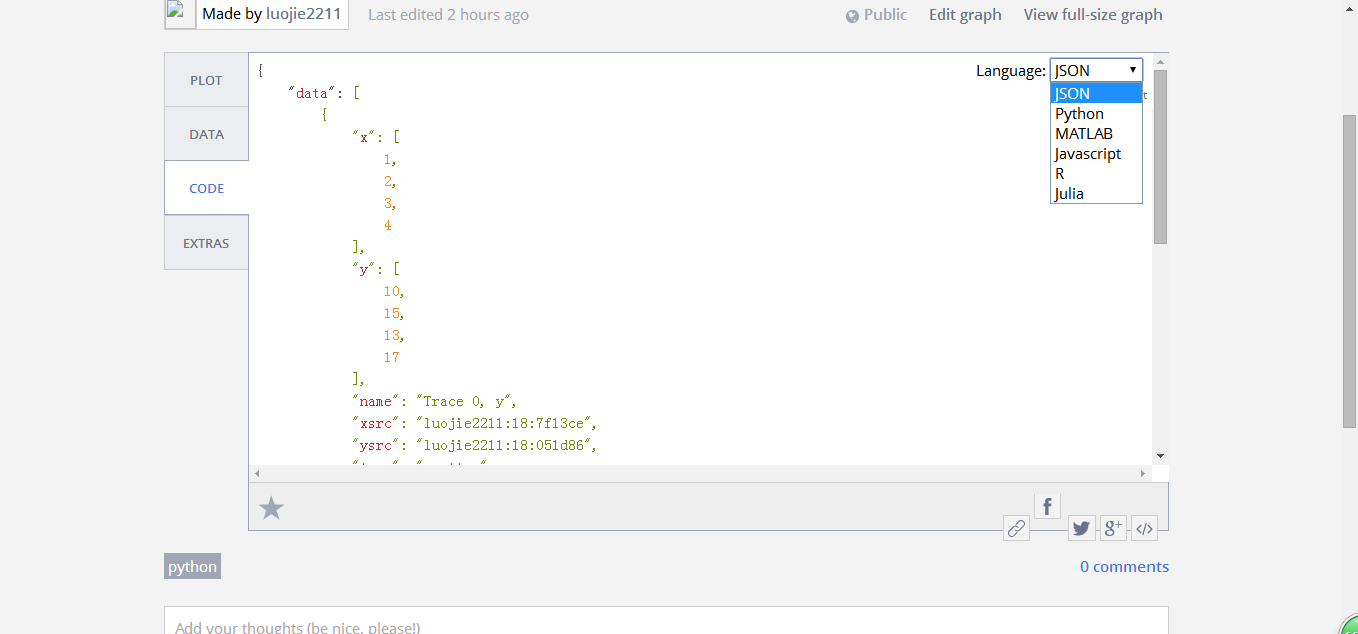 Made by luojie2211 Last edited 2 hours ago Public Edit graph View full-size graph
PLOT
DATA
CODE
EXTRAS
Language: JSON
JSON
Python
MATLAB
Javascript
R
Julia
{
"data": [
{
"x": [
1,
2,
3,
4
],
"y": [
10,
15,
13,
17
],
"name": "Trace 0, y",
"xsrc": "luojie2211:18:7f13ce",
"ysrc": "luojie2211:18:051d86",
f
g+
</>
python
0 comments
Add your thoughts (be nice, please!)